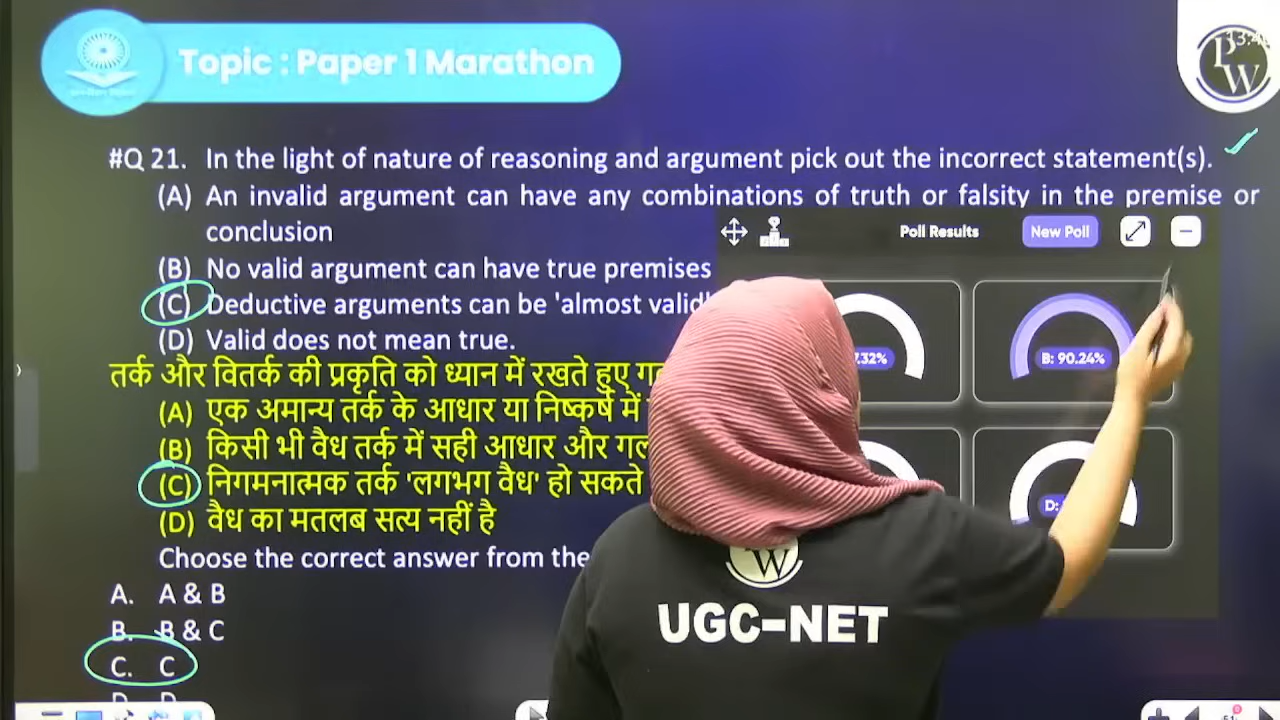 Topic : Paper 1 Marathon
PW
#Q 21. In the light of nature of reasoning and argument pick out the incorrect statement(s).
(A) An invalid argument can have any combinations of truth or falsity in the premise or
conclusion
(B) No valid argument can have true premises
(C) Deductive arguments can be 'almost valid'
(D) Valid does not mean true.
Poll Results New Poll
7.32%
B: 90.24%
D:
तर्क और वितर्क की प्रकृति को ध्यान में रखते हुए
(A) एक अमान्य तर्क के आधार या निष्कर्ष में
(B) किसी भी वैध तर्क में सही आधार और
(C) निगमनात्मक तर्क 'लगभग वैध' हो सकते
(D) वैध का मतलब सत्य नहीं है
Choose the correct answer from the
A. A & B
B. B & C
C. C
D. D
W
UGC-NET